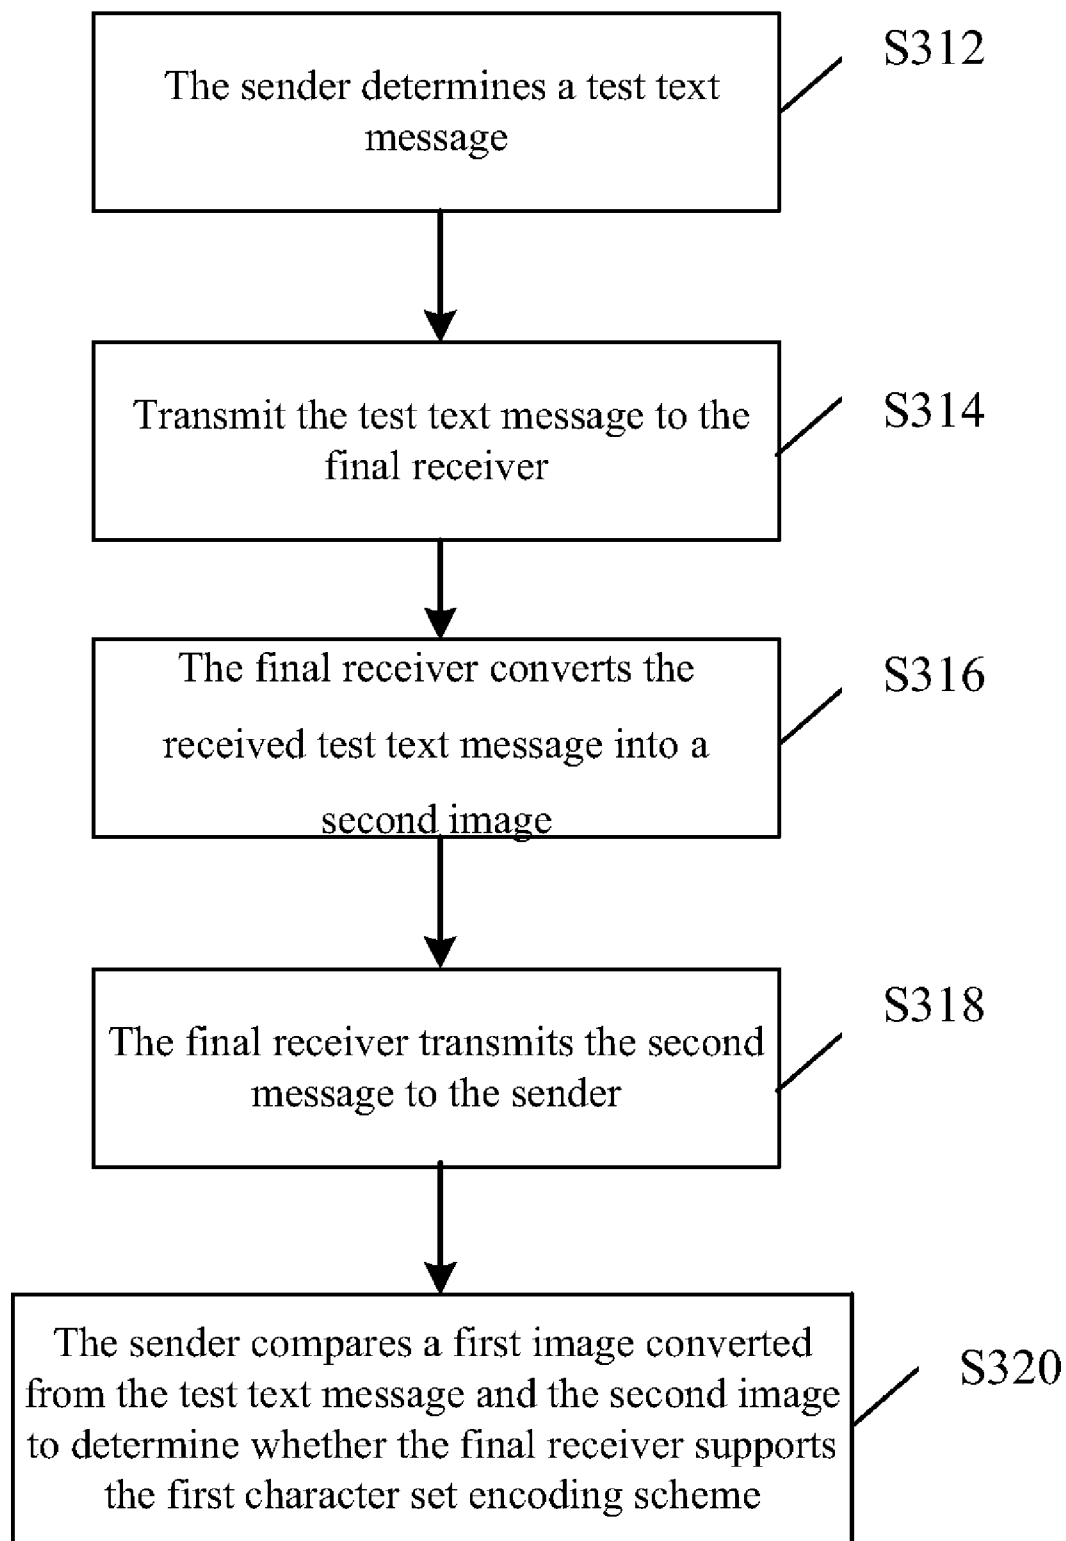 The sender determines a test text
message
S312
Transmit the test text message to the
final receiver
S314
The final receiver converts the
received test text message into a
second image
S316
The final receiver transmits the second
message to the sender
S318
The sender compares a first image converted
from the test text message and the second image
to determine whether the final receiver supports
the first character set encoding scheme
S320